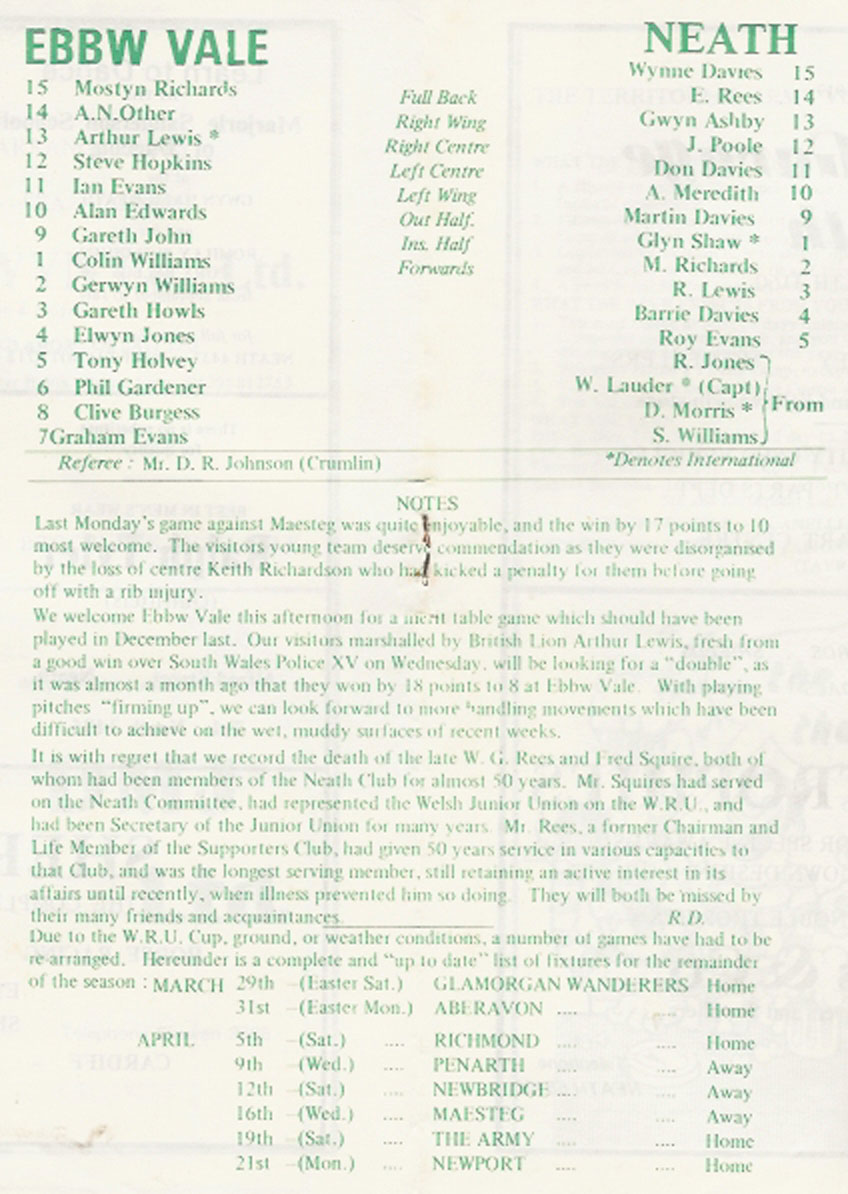 EBBW VALE
NEATH
15 Mostyn Richards Full Back Wynne Davies 15
14 A.N.Other Right Wing E. Rees 14
13 Arthur Lewis * Right Centre Gwyn Ashby 13
12 Steve Hopkins Left Centre J. Poole 12
11 Ian Evans Left Wing Don Davies 11
10 Alan Edwards Out Half. A. Meredith 10
9 Gareth John Ins. Half Martin Davies 9
1 Colin Williams Forwards Glyn Shaw * 1
2 Gerwyn Williams M. Richards 2
3 Gareth Howls R. Lewis 3
4 Elwyn Jones Barrie Davies 4
5 Tony Holvey Roy Evans 5
6 Phil Gardener R. Jones
8 Clive Burgess W. Lauder * (Capt)
7Graham Evans D. Morris * From
S. Williams
Referee : Mr. D. R. Johnson (Crumlin) *Denotes International
NOTES
Last Monday's game against Maesteg was quite enjoyable, and the win by 17 points to 10
most welcome. The visitors young team deserve commendation as they were disorganised
by the loss of centre Keith Richardson who had kicked a penalty for them before going
off with a rib injury.
We welcome Ebbw Vale this afternoon for a merit table game which should have been
played in December last. Our visitors marshalled by British Lion Arthur Lewis, fresh from
a good win over South Wales Police XV on Wednesday, will be looking for a "double", as
it was almost a month ago that they won by 18 points to 8 at Ebbw Vale. With playing
pitches "firming up", we can look forward to more handling movements which have been
difficult to achieve on the wet, muddy surfaces of recent weeks.
It is with regret that we record the death of the late W. G. Rees and Fred Squire, both of
whom had been members of the Neath Club for almost 50 years. Mr. Squires had served
on the Neath Committee, had represented the Welsh Junior Union on the W.R.U., and
had been Secretary of the Junior Union for many years. Mr. Rees, a former Chairman and
Life Member of the Supporters Club, had given 50 years service in various capacities to
that Club, and was the longest serving member, still retaining an active interest in its
affairs until recently, when illness prevented him so doing. They will both be missed by
their many friends and acquaintances. R.D.
Due to the W.R.U. Cup, ground, or weather conditions, a number of games have had to be
re-arranged. Hereunder is a complete and "up to date" list of fixtures for the remainder
of the season : MARCH 29th –(Easter Sat.) GLAMORGAN WANDERERS Home
31st –(Easter Mon.) ABERAVON .... .... Home
APRIL 5th –(Sat.) .... RICHMOND .... .... Home
9th –(Wed.) .... PENARTH .... .... Away
12th –(Sat.) .... NEWBRIDGE .... .... Away
16th –(Wed.) .... MAESTEG .... .... Away
19th –(Sat.) .... THE ARMY .... .... Home
21st –(Mon.) .... NEWPORT .... .... Home